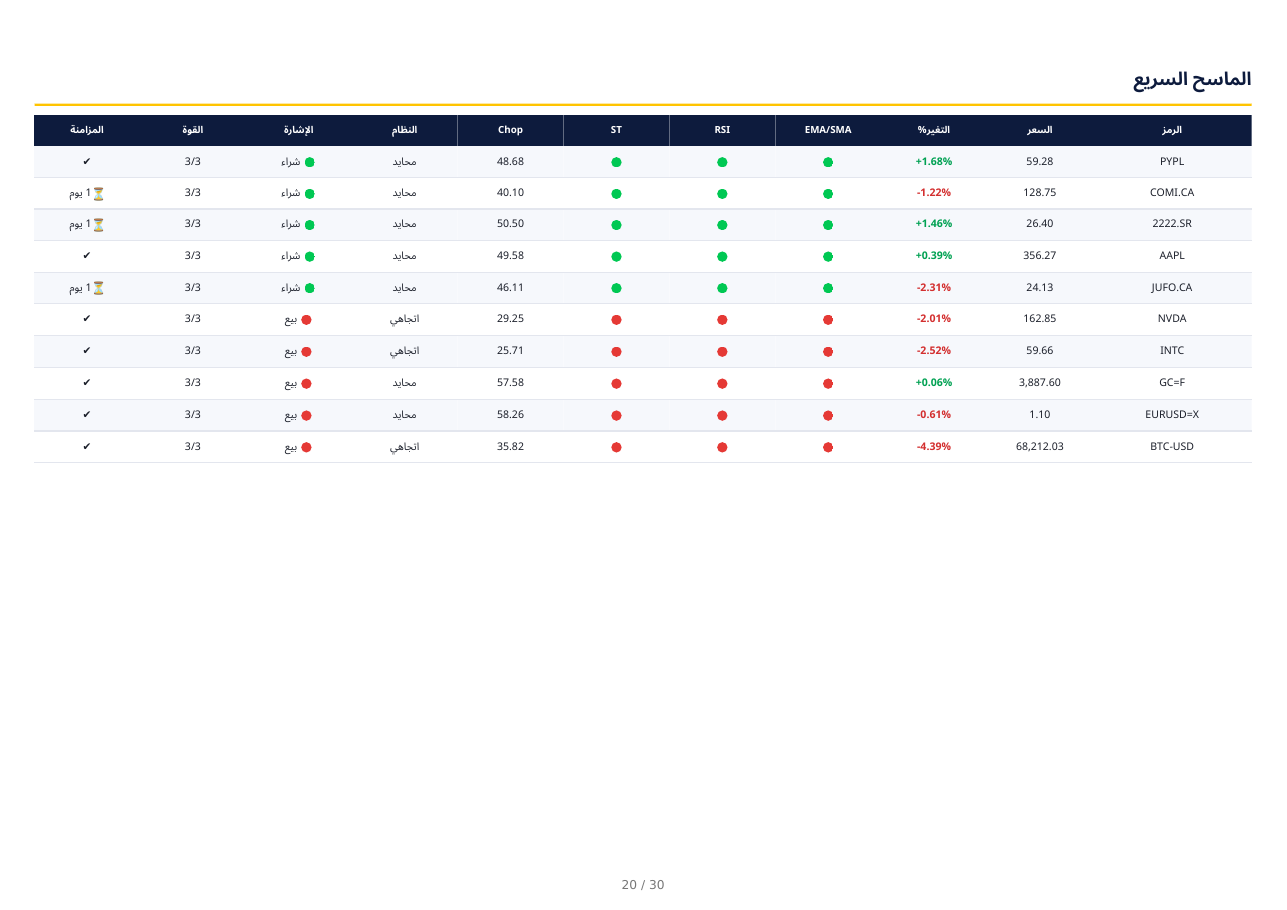 الماسح السريع
الرمز السعر التغير% EMA/SMA RSI ST Chop النظام الإشارة القوة المزامنة
PYPL 59.28 +1.68% 48.68 محايد شراء 3/3 ✔
COMI.CA 128.75 -1.22% 40.10 محايد شراء 3/3 ⏳1 يوم
2222.SR 26.40 +1.46% 50.50 محايد شراء 3/3 ⏳1 يوم
AAPL 356.27 +0.39% 49.58 محايد شراء 3/3 ✔
JUFO.CA 24.13 -2.31% 46.11 محايد شراء 3/3 ⏳1 يوم
NVDA 162.85 -2.01% 29.25 اتجاهي بيع 3/3 ✔
INTC 59.66 -2.52% 25.71 اتجاهي بيع 3/3 ✔
GC=F 3,887.60 +0.06% 57.58 محايد بيع 3/3 ✔
EURUSD=X 1.10 -0.61% 58.26 محايد بيع 3/3 ✔
BTC-USD 68,212.03 -4.39% 35.82 اتجاهي بيع 3/3 ✔
20 / 30